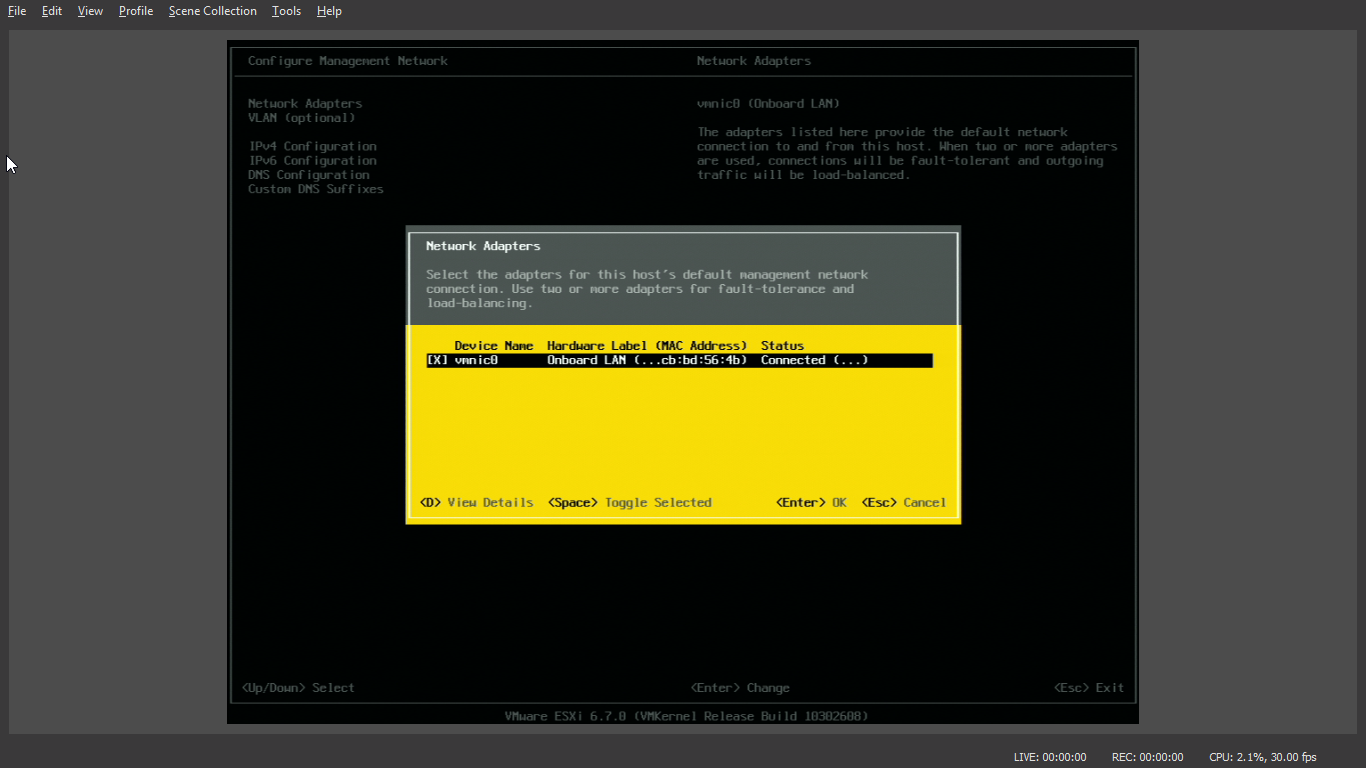 File Edit View Profile Scene Collection Tools Help
Configure Management Network Network Adapters
Network Adapters vmnic0 (Onboard LAN)
VLAN (optional)
The adapters listed here provide the default network
IPv4 Configuration connection to and from this host. When two or more adapters
IPv6 Configuration are used, connections will be fault-tolerant and outgoing
DNS Configuration traffic will be load-balanced.
Custom DNS Suffixes
Network Adapters
Select the adapters for this host's default management network
connection. Use two or more adapters for fault-tolerance and
load-balancing.
Device Name Hardware Label (MAC Address) Status
[X] vmnic0 Onboard LAN (...cb:bd:56:4b) Connected (...)
<D> View Details <Space> Toggle Selected <Enter> OK <Esc> Cancel
<Up/Down> Select <Enter> Change <Esc> Exit
VMware ESXi 6.7.0 (VMKernel Release Build 10302608)
LIVE: 00:00:00 REC: 00:00:00 CPU: 2.1%, 30.00 fps